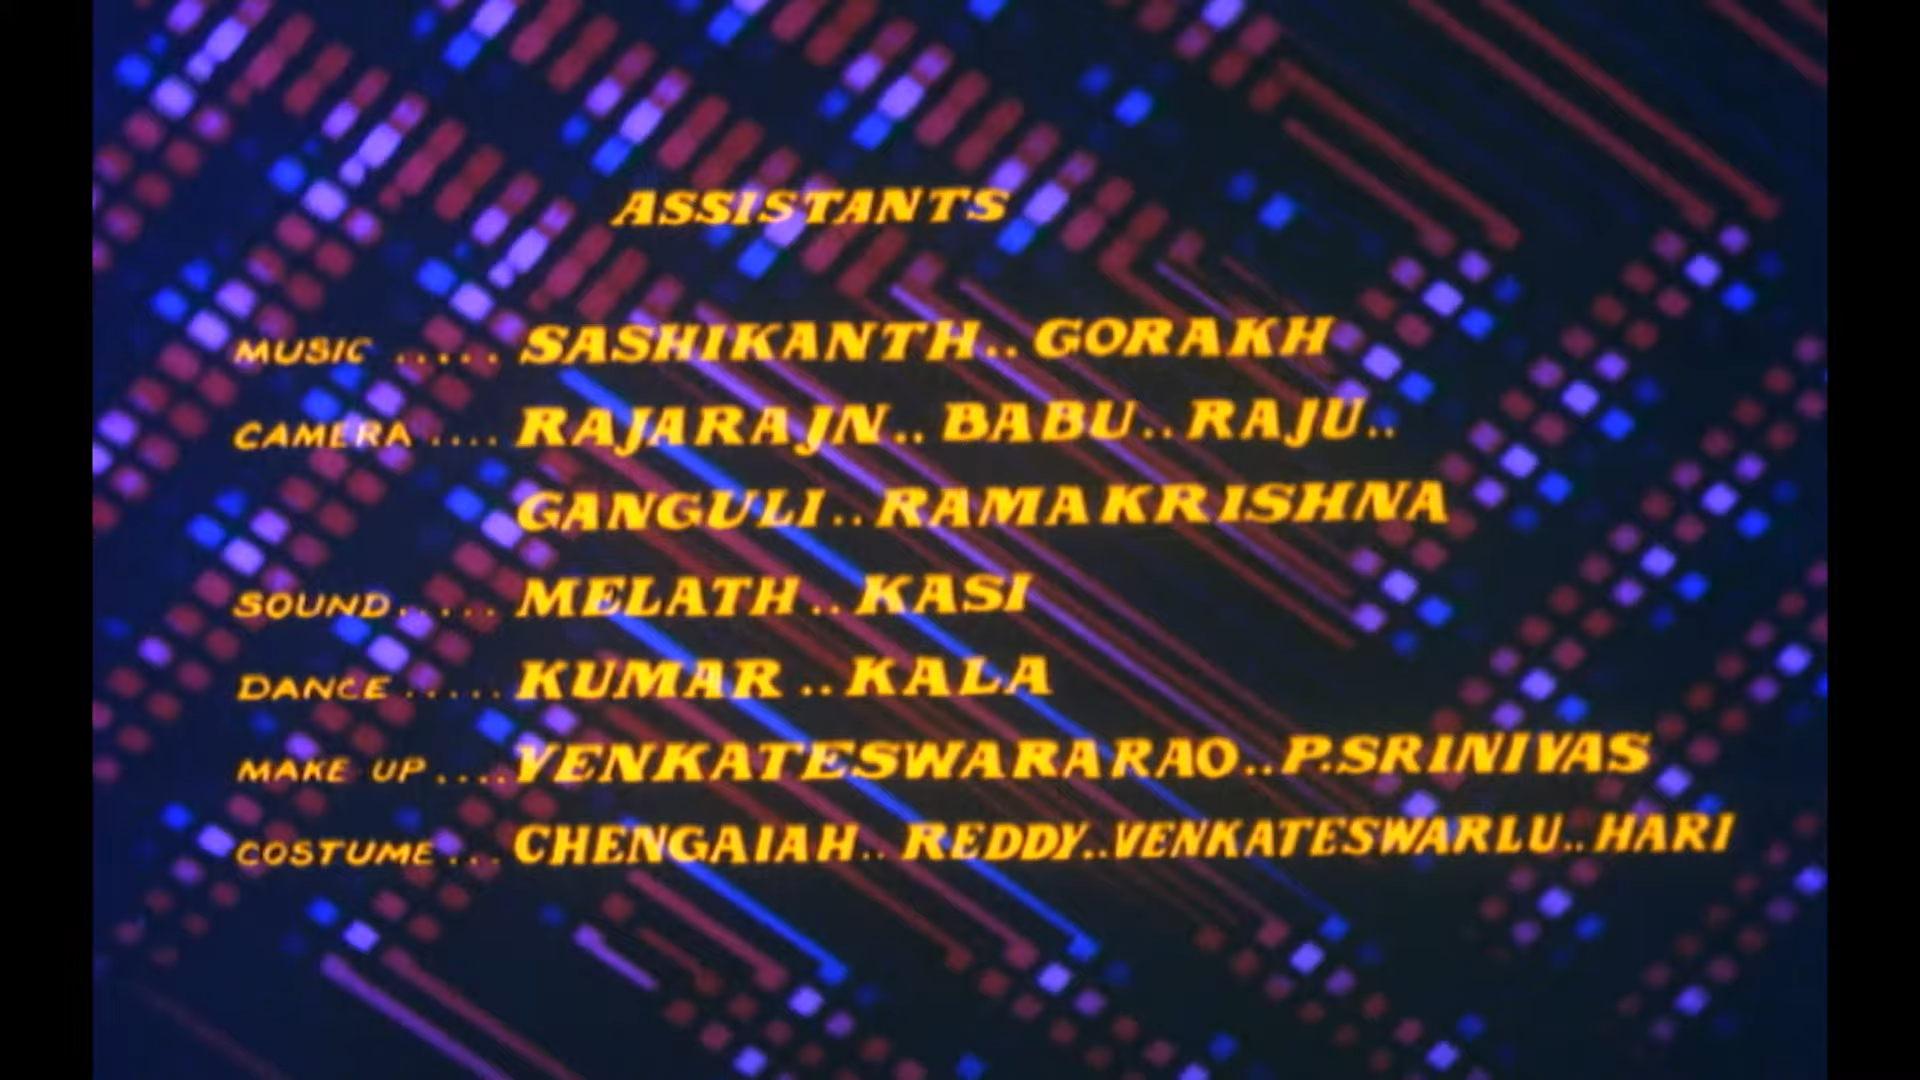 ASSISTANTS
MUSIC ..... SASHIKANTH.. GORAKH
CAMERA .... RAJARAJN.. BABU.. RAJU..
GANGULI.. RAMAKRISHNA
SOUND..... MELATH.. KASI
DANCE ..... KUMAR.. KALA
MAKE UP .... VENKATESWARARAO.. P.SRINIVAS
COSTUME ... CHENGAIAH.. REDDY.. VENKATESWARLU.. HARI